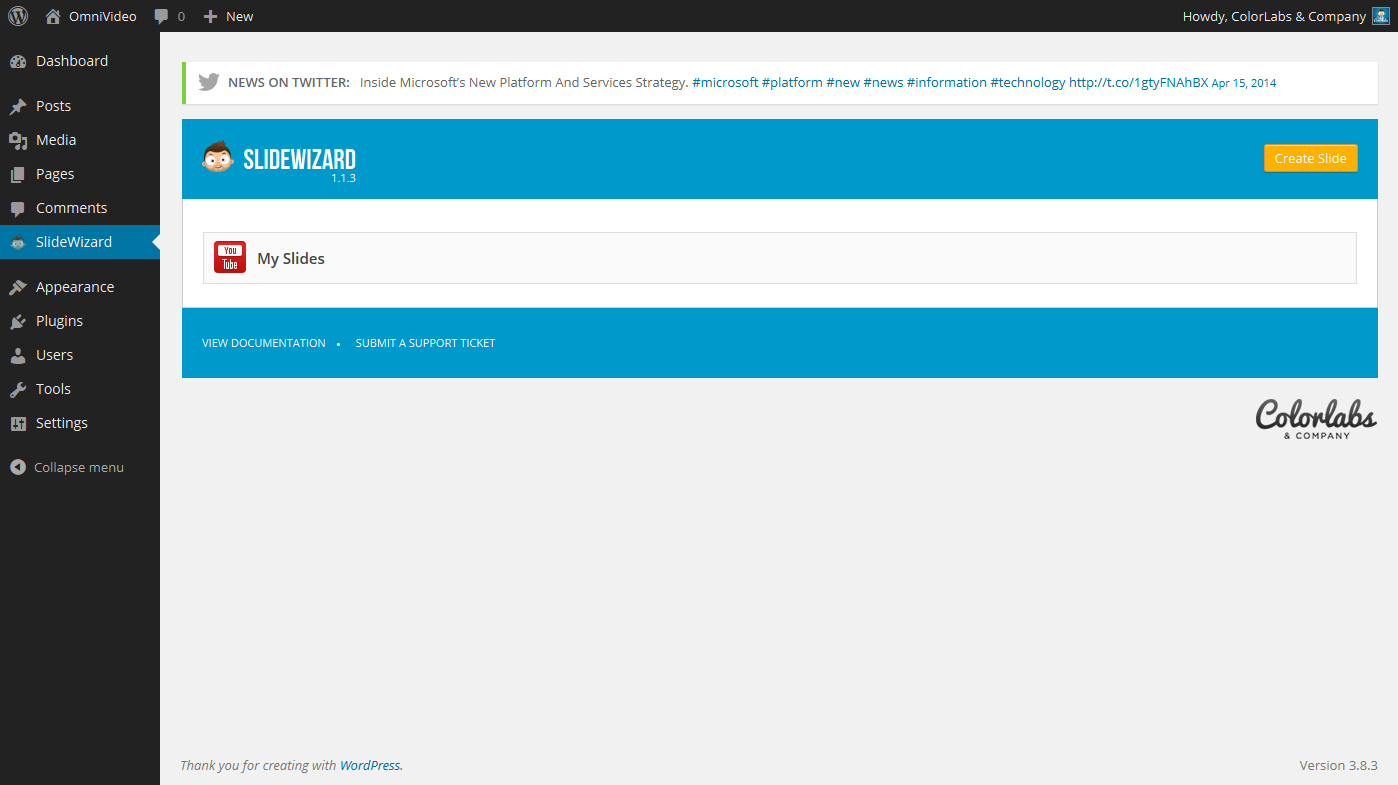 OmniVideo 0 New Howdy, ColorLabs & Company
Dashboard
Posts
Media
Pages
Comments
SlideWizard
Appearance
Plugins
Users
Tools
Settings
Collapse menu
NEWS ON TWITTER: Inside Microsoft's New Platform And Services Strategy. #microsoft #platform #new #news #information #technology http://t.co/1gtyFNAhBX Apr 15, 2014
SLIDEWIZARD
1.1.3
Create Slide
You
Tube
My Slides
VIEW DOCUMENTATION • SUBMIT A SUPPORT TICKET
Colorlabs
& COMPANY
Thank you for creating with WordPress.
Version 3.8.3